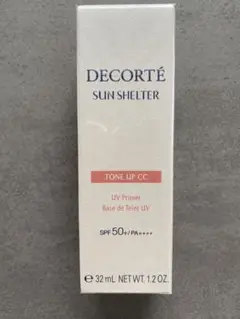 DECORTÉ
SUN SHELTER
TONE UP CC
UV Primer
Base de Teint UV
SPF 50+/PA++++
℮ 32 mL NET WT. 1.2 OZ.